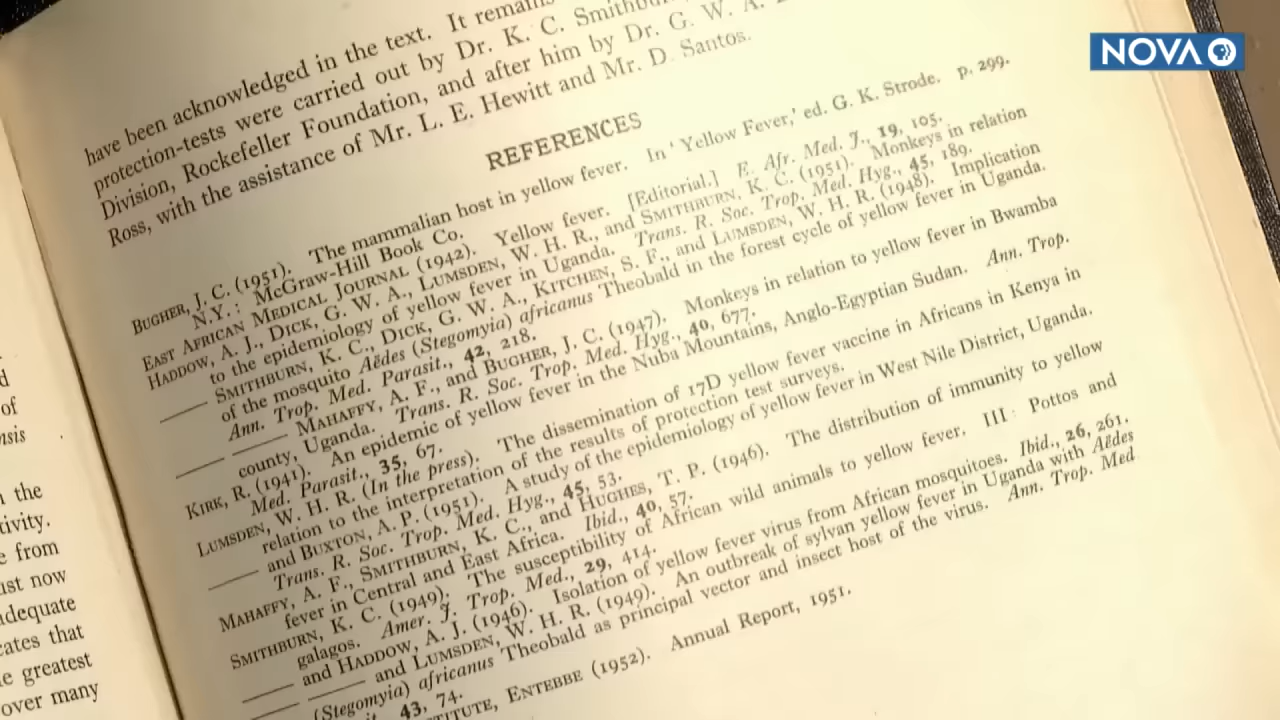 NOVA
have been acknowledged in the text. It remains
protection-tests were carried out by Dr. K. C. Smithburn,
Division, Rockefeller Foundation, and after him by Dr. G. W. A.
Ross, with the assistance of Mr. L. E. Hewitt and Mr. D. Santos.
REFERENCES
BUGHER, J. C. (1951). The mammalian host in yellow fever. In ' Yellow Fever,' ed. G. K. Strode. p. 299.
N.Y.: McGraw-Hill Book Co.
EAST AFRICAN MEDICAL JOURNAL (1942). Yellow fever. [Editorial.] E. Afr. Med. J., 19, 105.
HADDOW, A. J., DICK, G. W. A., LUMSDEN, W. H. R., and SMITHBURN, K. C. (1951). Monkeys in relation
to the epidemiology of yellow fever in Uganda. Trans. R. Soc. Trop. Med. Hyg., 45, 189.
—— SMITHBURN, K. C., DICK, G. W. A., KITCHEN, S. F., and LUMSDEN, W. H. R. (1948). Implication
of the mosquito Aëdes (Stegomyia) africanus Theobald in the forest cycle of yellow fever in Uganda.
Ann. Trop. Med. Parasit., 42, 218.
—— —— MAHAFFY, A. F., and BUGHER, J. C. (1947). Monkeys in relation to yellow fever in Bwamba
county, Uganda. Trans. R. Soc. Trop. Med. Hyg., 40, 677.
KIRK, R. (1941). An epidemic of yellow fever in the Nuba Mountains, Anglo-Egyptian Sudan. Ann. Trop.
Med. Parasit., 35, 67.
LUMSDEN, W. H. R. (In the press). The dissemination of 17D yellow fever vaccine in Africans in Kenya in
relation to the interpretation of the results of protection test surveys.
—— and BUXTON, A. P. (1951). A study of the epidemiology of yellow fever in West Nile District, Uganda.
Trans. R. Soc. Trop. Med. Hyg., 45, 53.
MAHAFFY, A. F., SMITHBURN, K. C., and HUGHES, T. P. (1946). The distribution of immunity to yellow
fever in Central and East Africa. Ibid., 40, 57.
SMITHBURN, K. C. (1949). The susceptibility of African wild animals to yellow fever. III : Pottos and
galagos. Amer. J. Trop. Med., 29, 414.
—— and HADDOW, A. J. (1946). Isolation of yellow fever virus from African mosquitoes. Ibid., 26, 261.
—— —— and LUMSDEN, W. H. R. (1949). An outbreak of sylvan yellow fever in Uganda with Aëdes
(Stegomyia) africanus Theobald as principal vector and insect host of the virus. Ann. Trop. Med
43, 74.
ENTEBBE (1952). Annual Report, 1951.
of
the
from
now
that
greatest
over many